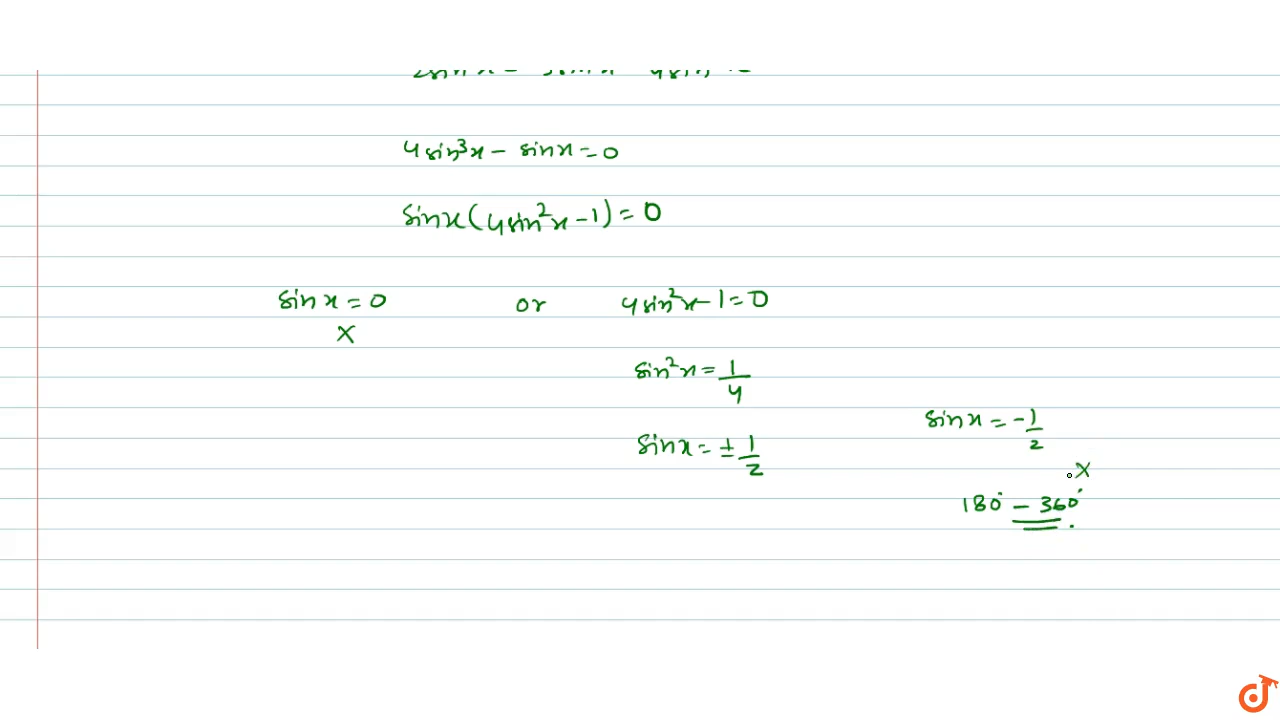 4sin³x - sinx = 0
sinx(4sin²x - 1) = 0
sinx = 0 or 4sin²x - 1 = 0
X
sin²x = 1/4
sinx = ± 1/2
sinx = -1/2
X
180° - 360°.